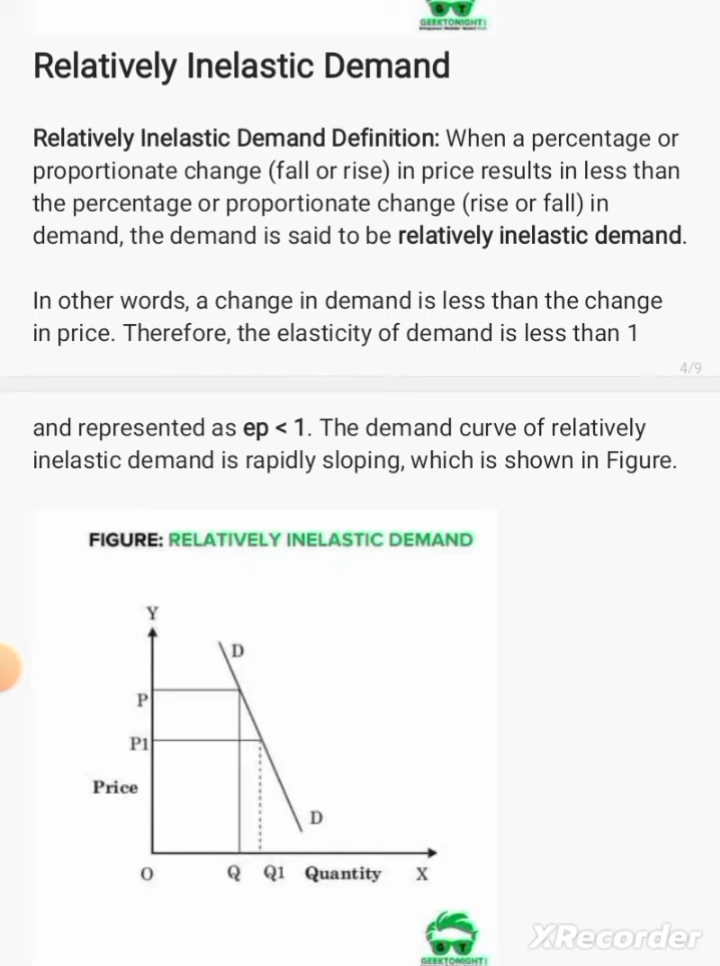 GEEKTONIGHT!
Relatively Inelastic Demand
Relatively Inelastic Demand Definition: When a percentage or
proportionate change (fall or rise) in price results in less than
the percentage or proportionate change (rise or fall) in
demand, the demand is said to be relatively inelastic demand.
In other words, a change in demand is less than the change
in price. Therefore, the elasticity of demand is less than 1
4/9
and represented as ep < 1. The demand curve of relatively
inelastic demand is rapidly sloping, which is shown in Figure.
FIGURE: RELATIVELY INELASTIC DEMAND
Y
D
P
P1
Price
D
O Q Q1 Quantity X
G T
XRecorder
GEEKTONIGHT!